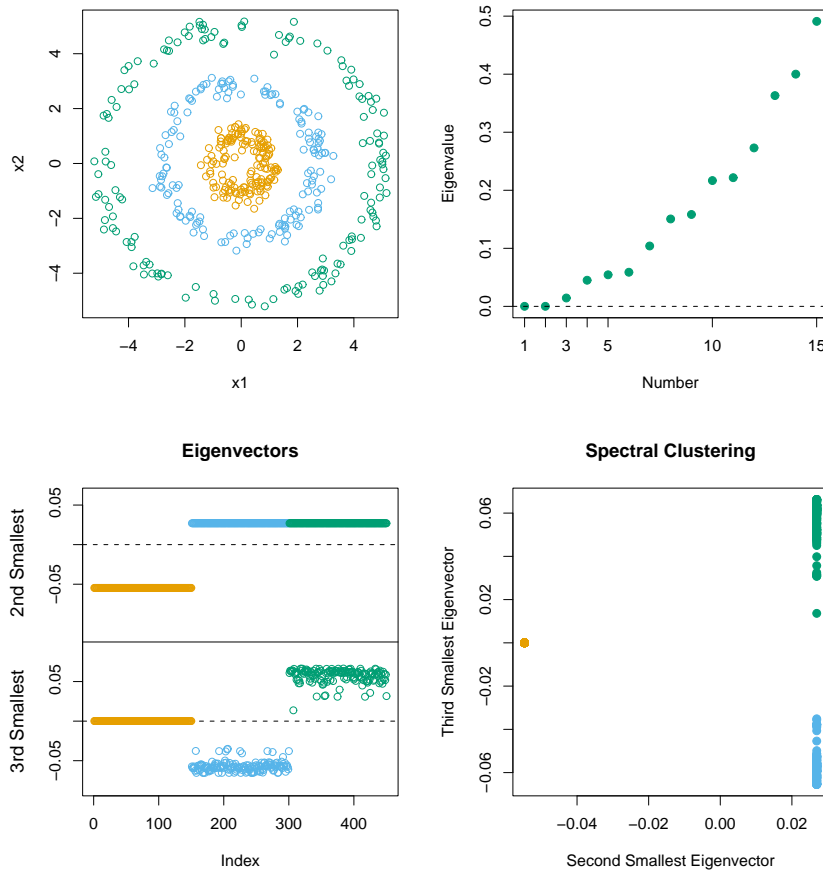 4
2
0
−2
−4
x2
−4 −2 0 2 4
x1
0.5
0.4
0.3
0.2
0.1
0.0
Eigenvalue
1 3 5 10 15
Number
Eigenvectors
0.05
−0.05
2nd Smallest
0.05
−0.05
3rd Smallest
0 100 200 300 400
Index
Spectral Clustering
0.06
0.02
−0.02
−0.06
Third Smallest Eigenvector
−0.04 −0.02 0.00 0.02
Second Smallest Eigenvector